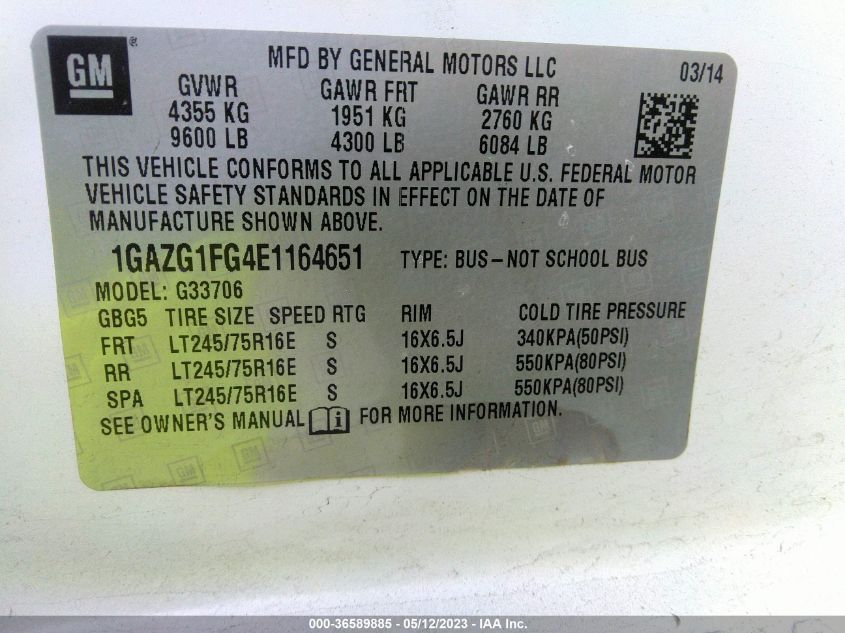 GM ®
MFD BY GENERAL MOTORS LLC 03/14
GVWR GAWR FRT GAWR RR
4355 KG 1951 KG 2760 KG
9600 LB 4300 LB 6084 LB
THIS VEHICLE CONFORMS TO ALL APPLICABLE U.S. FEDERAL MOTOR
VEHICLE SAFETY STANDARDS IN EFFECT ON THE DATE OF
MANUFACTURE SHOWN ABOVE.
1GAZG1FG4E1164651 TYPE: BUS-NOT SCHOOL BUS
MODEL: G33706
GBG5 TIRE SIZE SPEED RTG RIM COLD TIRE PRESSURE
FRT LT245/75R16E S 16X6.5J 340KPA(50PSI)
RR LT245/75R16E S 16X6.5J 550KPA(80PSI)
SPA LT245/75R16E S 16X6.5J 550KPA(80PSI)
SEE OWNER'S MANUAL i FOR MORE INFORMATION.
000-36589885 - 05/12/2023 - IAA Inc.